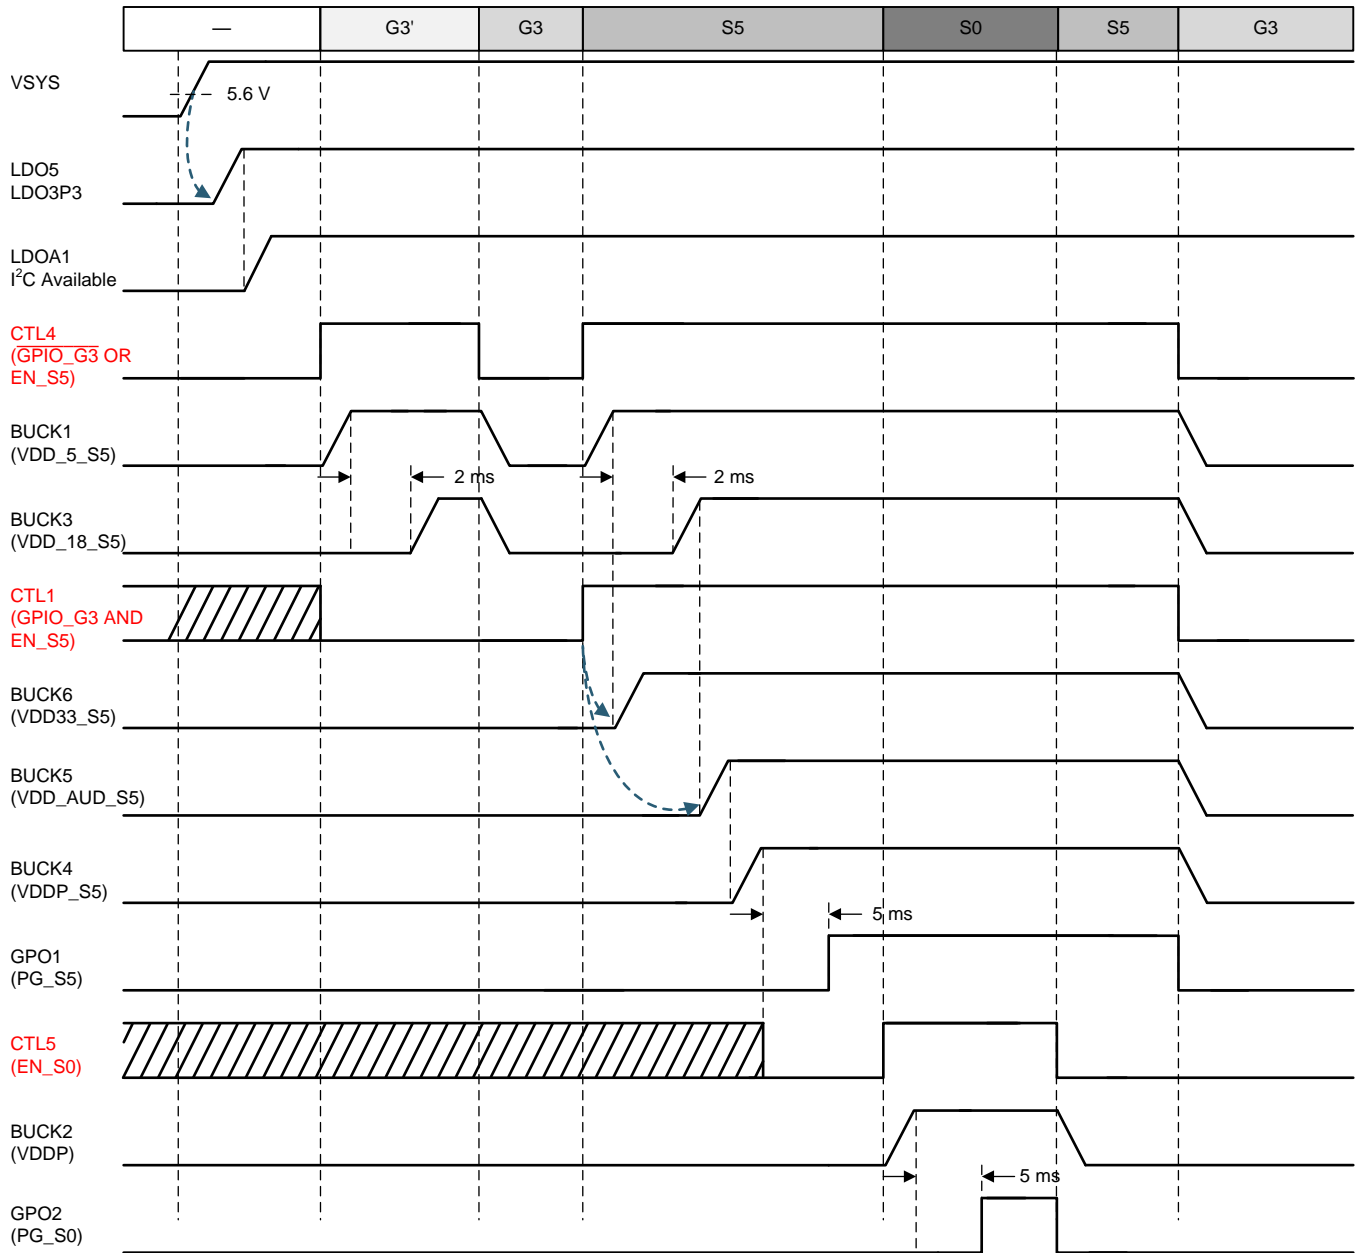 — G3' G3 S5 S0 S5 G3
VSYS
5.6 V
LDO5
LDO3P3
LDOA1
I²C Available
CTL4
(GPIO_G3 OR
EN_S5)
BUCK1
(VDD_5_S5)
2 ms 2 ms
BUCK3
(VDD_18_S5)
CTL1
(GPIO_G3 AND
EN_S5)
BUCK6
(VDD33_S5)
BUCK5
(VDD_AUD_S5)
BUCK4
(VDDP_S5)
5 ms
GPO1
(PG_S5)
CTL5
(EN_S0)
BUCK2
(VDDP)
5 ms
GPO2
(PG_S0)